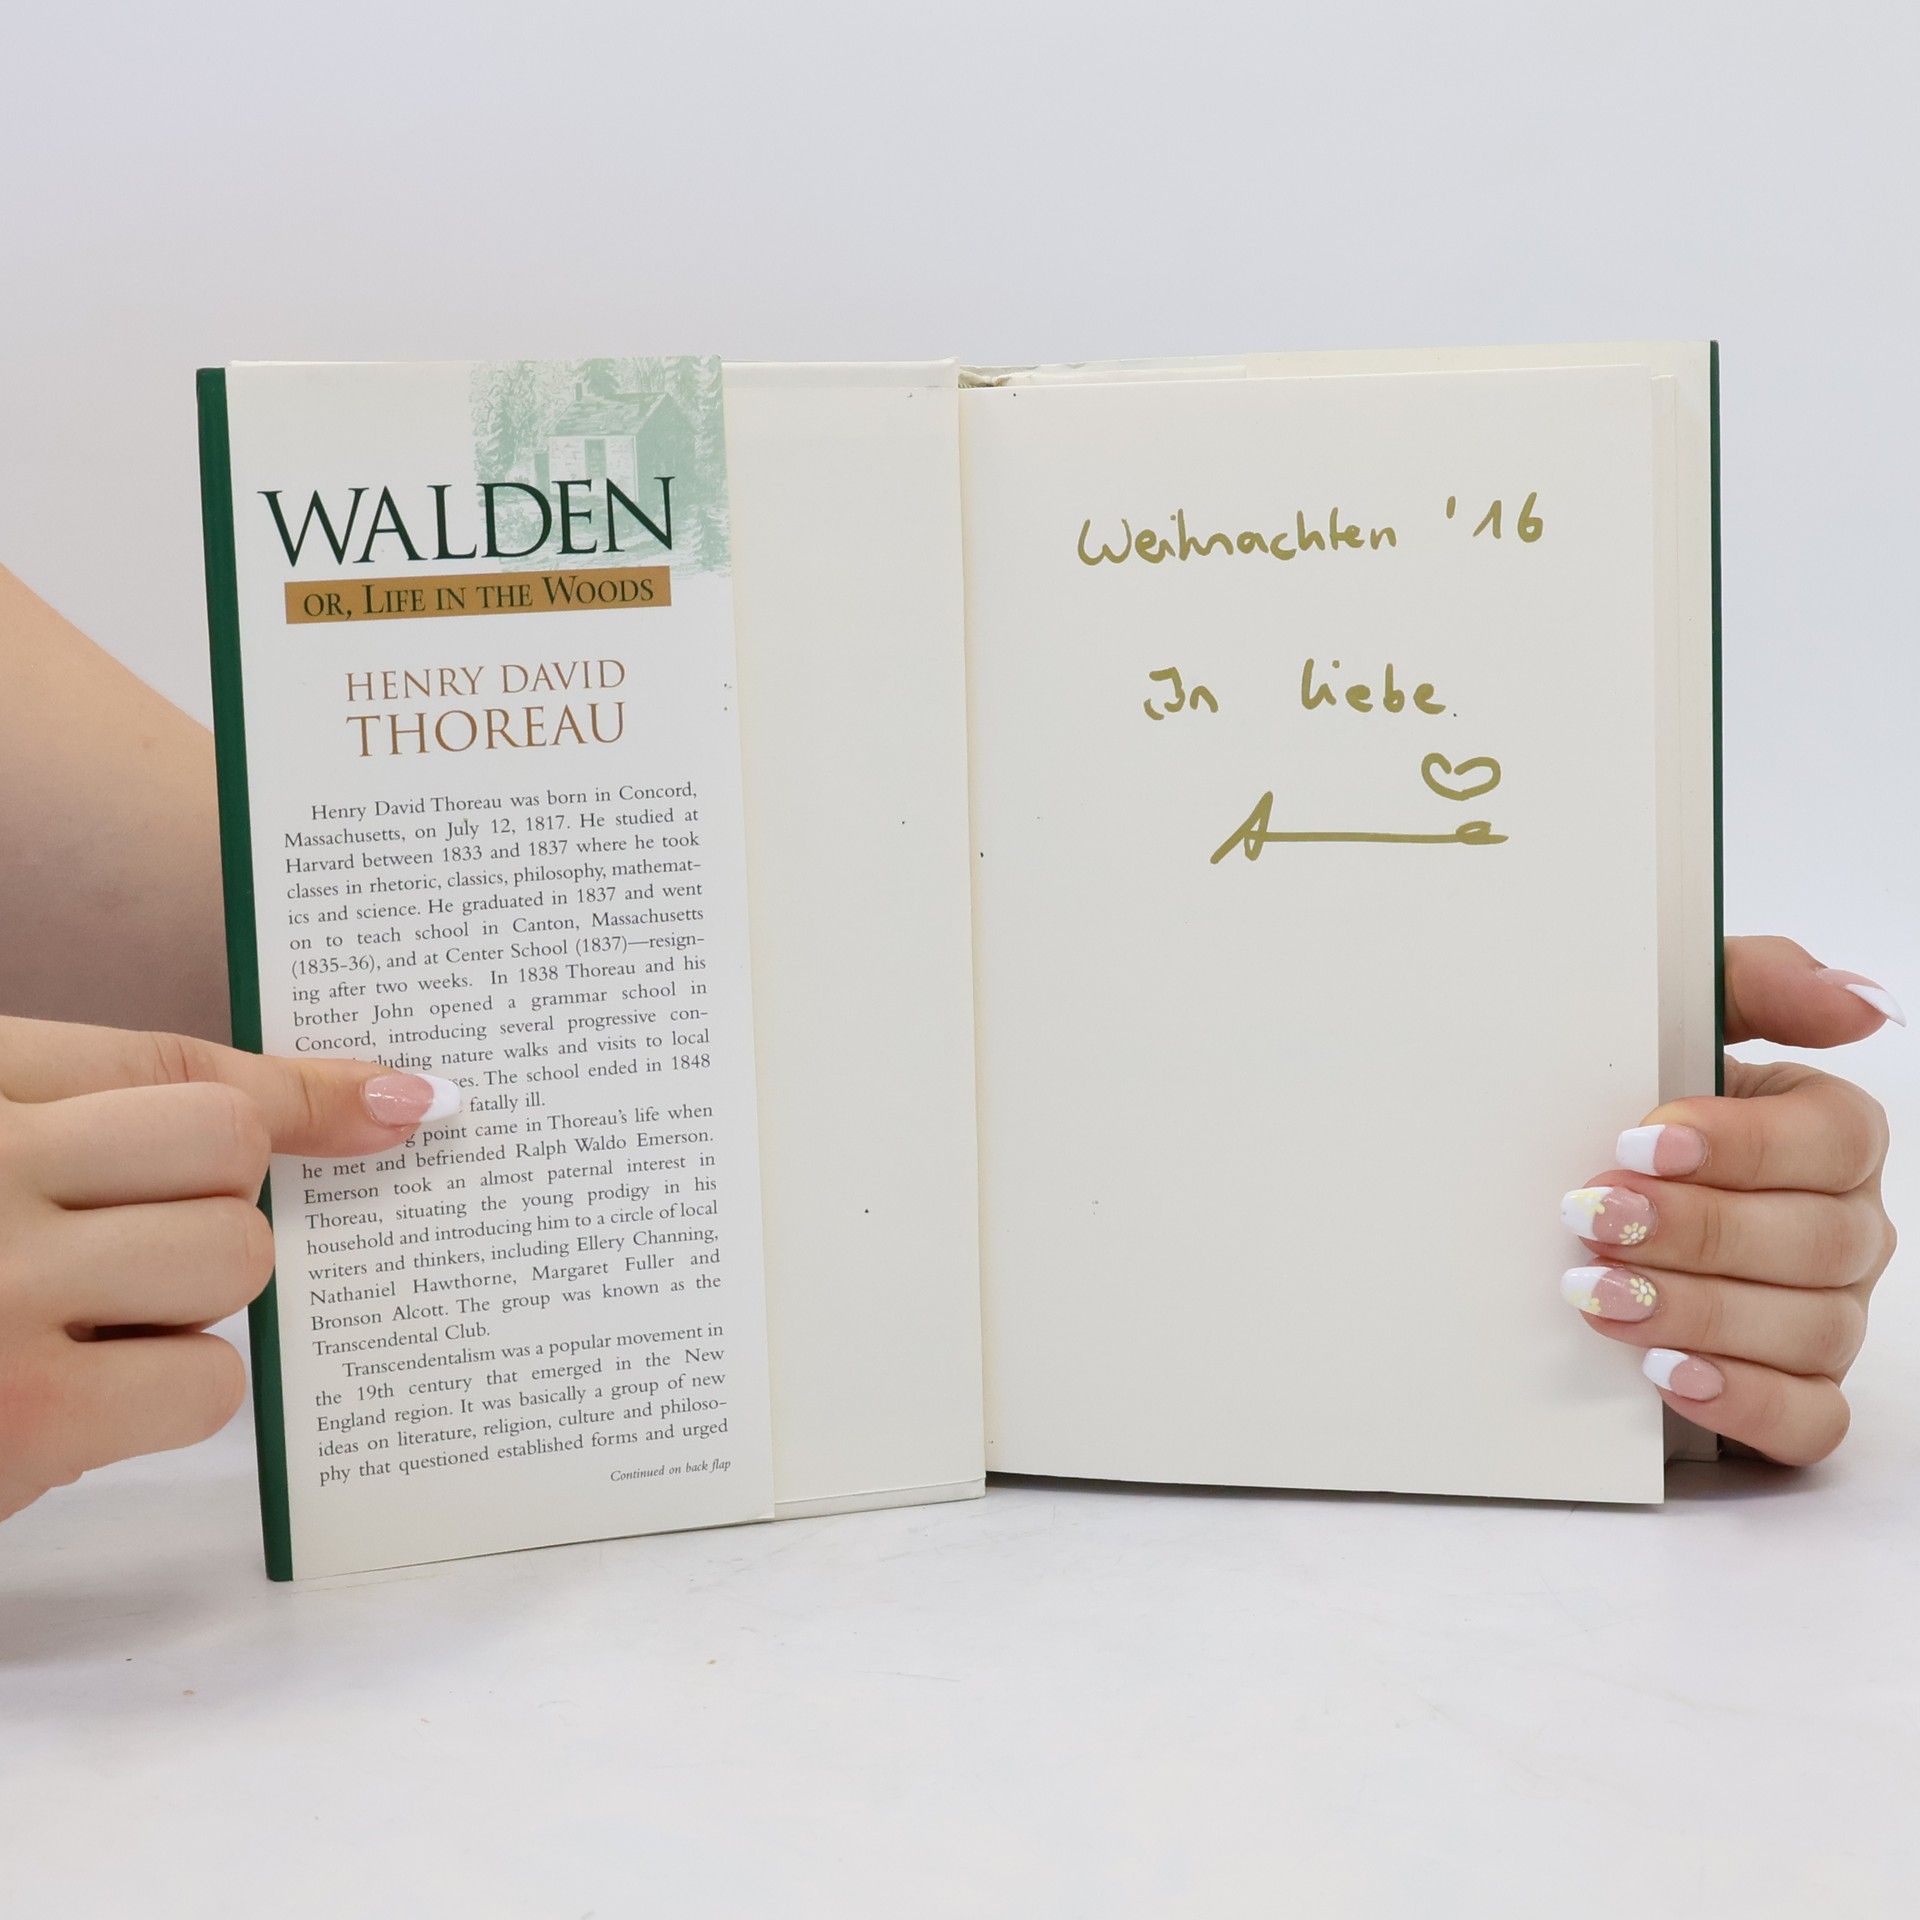 WALDEN
OR, LIFE IN THE WOODS
HENRY DAVID
THOREAU
Henry David Thoreau was born in Concord,
Massachusetts, on July 12, 1817. He studied at
Harvard between 1833 and 1837 where he took
classes in rhetoric, classics, philosophy, mathemat-
ics and science. He graduated in 1837 and went
on to teach school in Canton, Massachusetts
(1835-36), and at Center School (1837)—resign-
ing after two weeks. In 1838 Thoreau and his
brother John opened a grammar school in
Concord, introducing several progressive con-
nature walks and visits to local
The school ended in 1848
fatally ill.
point came in Thoreau's life when
he met and befriended Ralph Waldo Emerson.
Emerson took an almost paternal interest in
Thoreau, situating the young prodigy in his
household and introducing him to a circle of local
writers and thinkers, including Ellery Channing,
Nathaniel Hawthorne, Margaret Fuller and
Bronson Alcott. The group was known as the
Transcendental Club.
Transcendentalism was a popular movement in
the 19th century that emerged in the New
England region. It was basically a group of new
ideas on literature, religion, culture and philoso-
phy that questioned established forms and urged
Continued on back flap
Weihnachten '16
In Liebe.